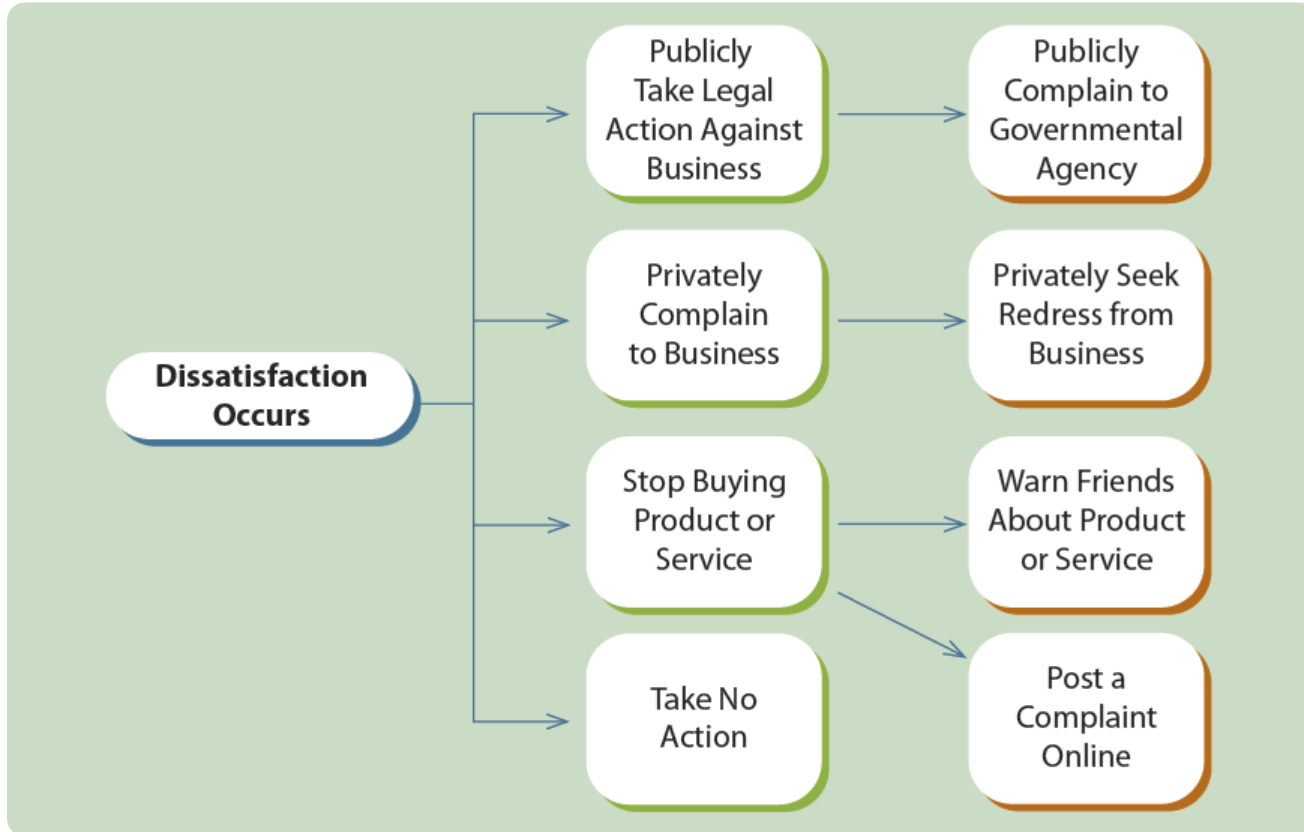 Dissatisfaction
Occurs
Publicly
Take Legal
Action Against
Business
Publicly
Complain to
Governmental
Agency
Privately
Complain
to Business
Privately Seek
Redress from
Business
Stop Buying
Product or
Service
Warn Friends
About Product
or Service
Take No
Action
Post a
Complaint
Online